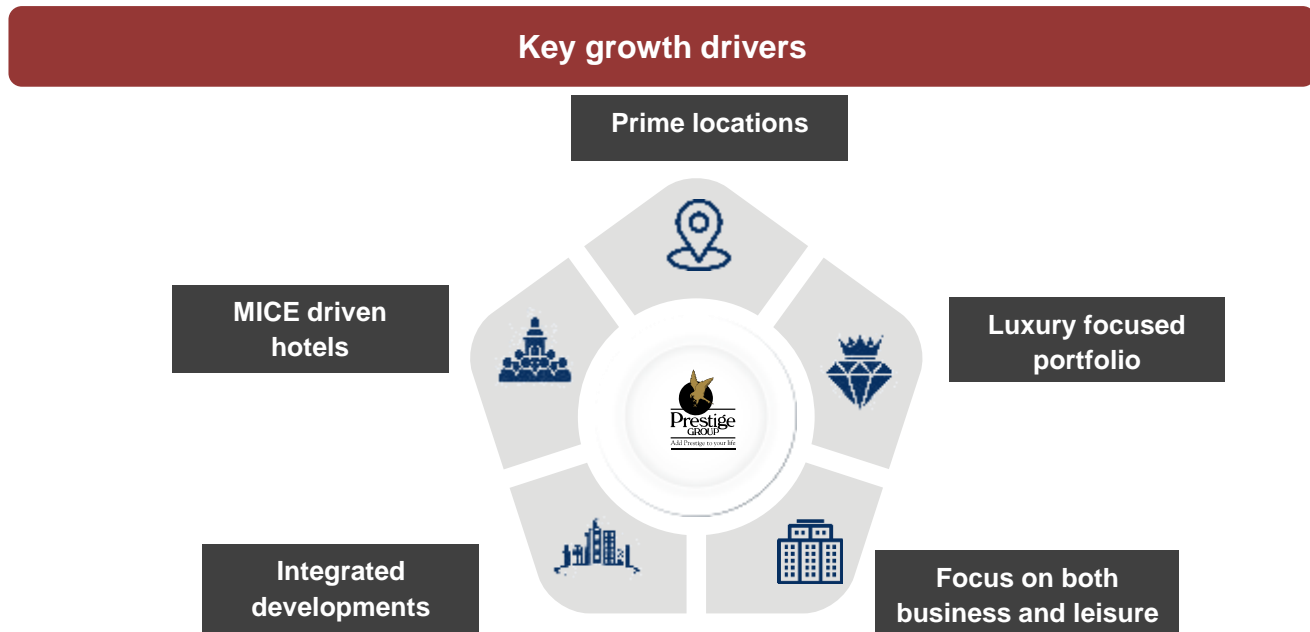 Key growth drivers
Prime locations
MICE driven
hotels
Luxury focused
portfolio
Prestige
GROUP
Add Prestige to your life
Integrated
developments
Focus on both
business and leisure